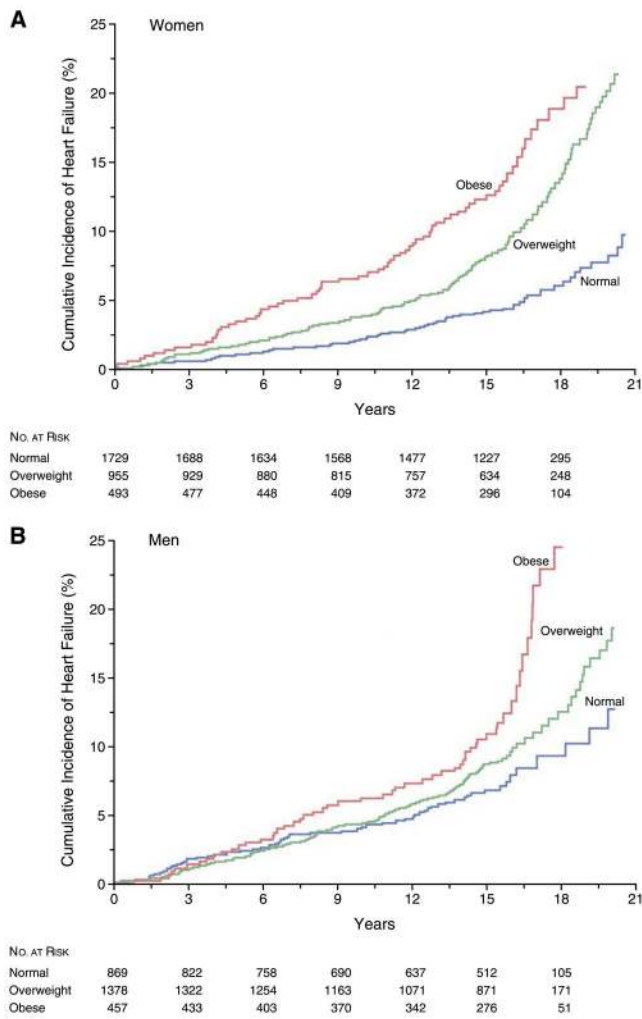 A
Women
25
20
15
10
5
0
Cumulative Incidence of Heart Failure (%)
Obese
Overweight
Normal
0 3 6 9 12 15 18 21
Years
No. at Risk
Normal 1729 1688 1634 1568 1477 1227 295
Overweight 955 929 880 815 757 634 248
Obese 493 477 448 409 372 296 104
B
Men
25
20
15
10
5
0
Cumulative Incidence of Heart Failure (%)
Obese
Overweight
Normal
0 3 6 9 12 15 18 21
Years
No. at Risk
Normal 869 822 758 690 637 512 105
Overweight 1378 1322 1254 1163 1071 871 171
Obese 457 433 403 370 342 276 51